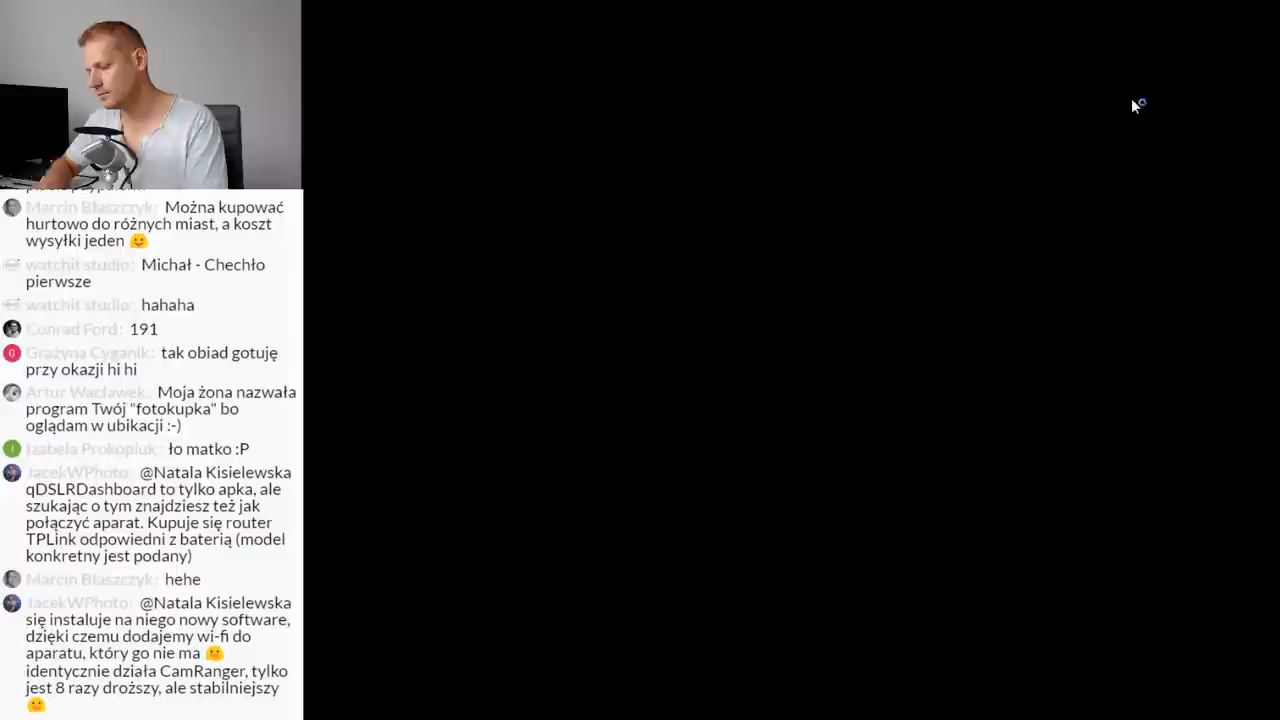 Marcin Błaszczyk: Można kupować
hurtowo do różnych miast, a koszt
wysyłki jeden
watchit studio: Michał - Chechło
pierwsze
watchit studio: hahaha
Conrad Ford: 191
G Grażyna Cyganik: tak obiad gotuję
przy okazji hi hi
Artur Wacławek: Moja żona nazwała
program Twój "fotokupka" bo
oglądam w ubikacji :-)
I Izabela Prokopiuk: ło matko :P
JacekWPhoto: @Natala Kisielewska
qDSLRDashboard to tylko apka, ale
szukając o tym znajdziesz też jak
połączyć aparat. Kupuje się router
TPLink odpowiedni z baterią (model
konkretny jest podany)
Marcin Błaszczyk: hehe
JacekWPhoto: @Natala Kisielewska
się instaluje na niego nowy software,
dzięki czemu dodajemy wi-fi do
aparatu, który go nie ma
identycznie działa CamRanger, tylko
jest 8 razy droższy, ale stabilniejszy